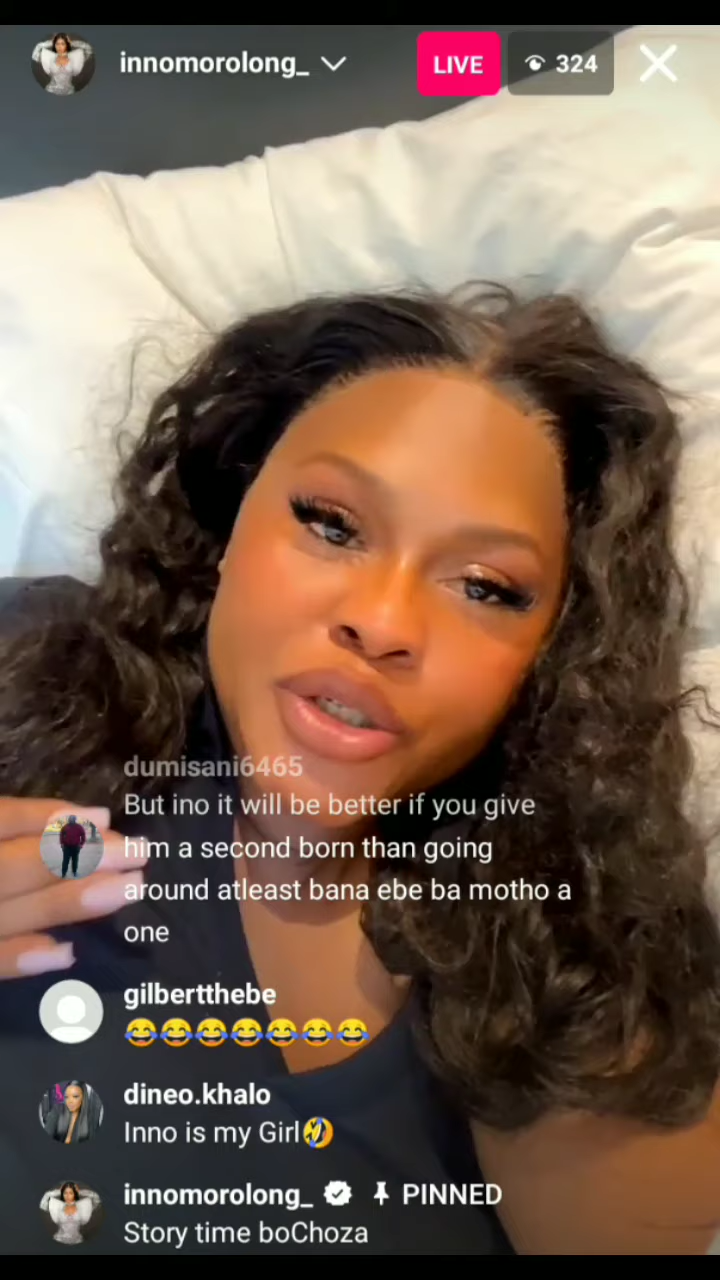 innomorolong_
LIVE
324
dumisani6465
But ino it will be better if you give
him a second born than going
around atleast bana ebe ba motho a
one
gilbertthebe
😂😂😂😂😂😂😂
dineo.khalo
Inno is my Girl🤣
innomorolong_ PINNED
Story time boChoza